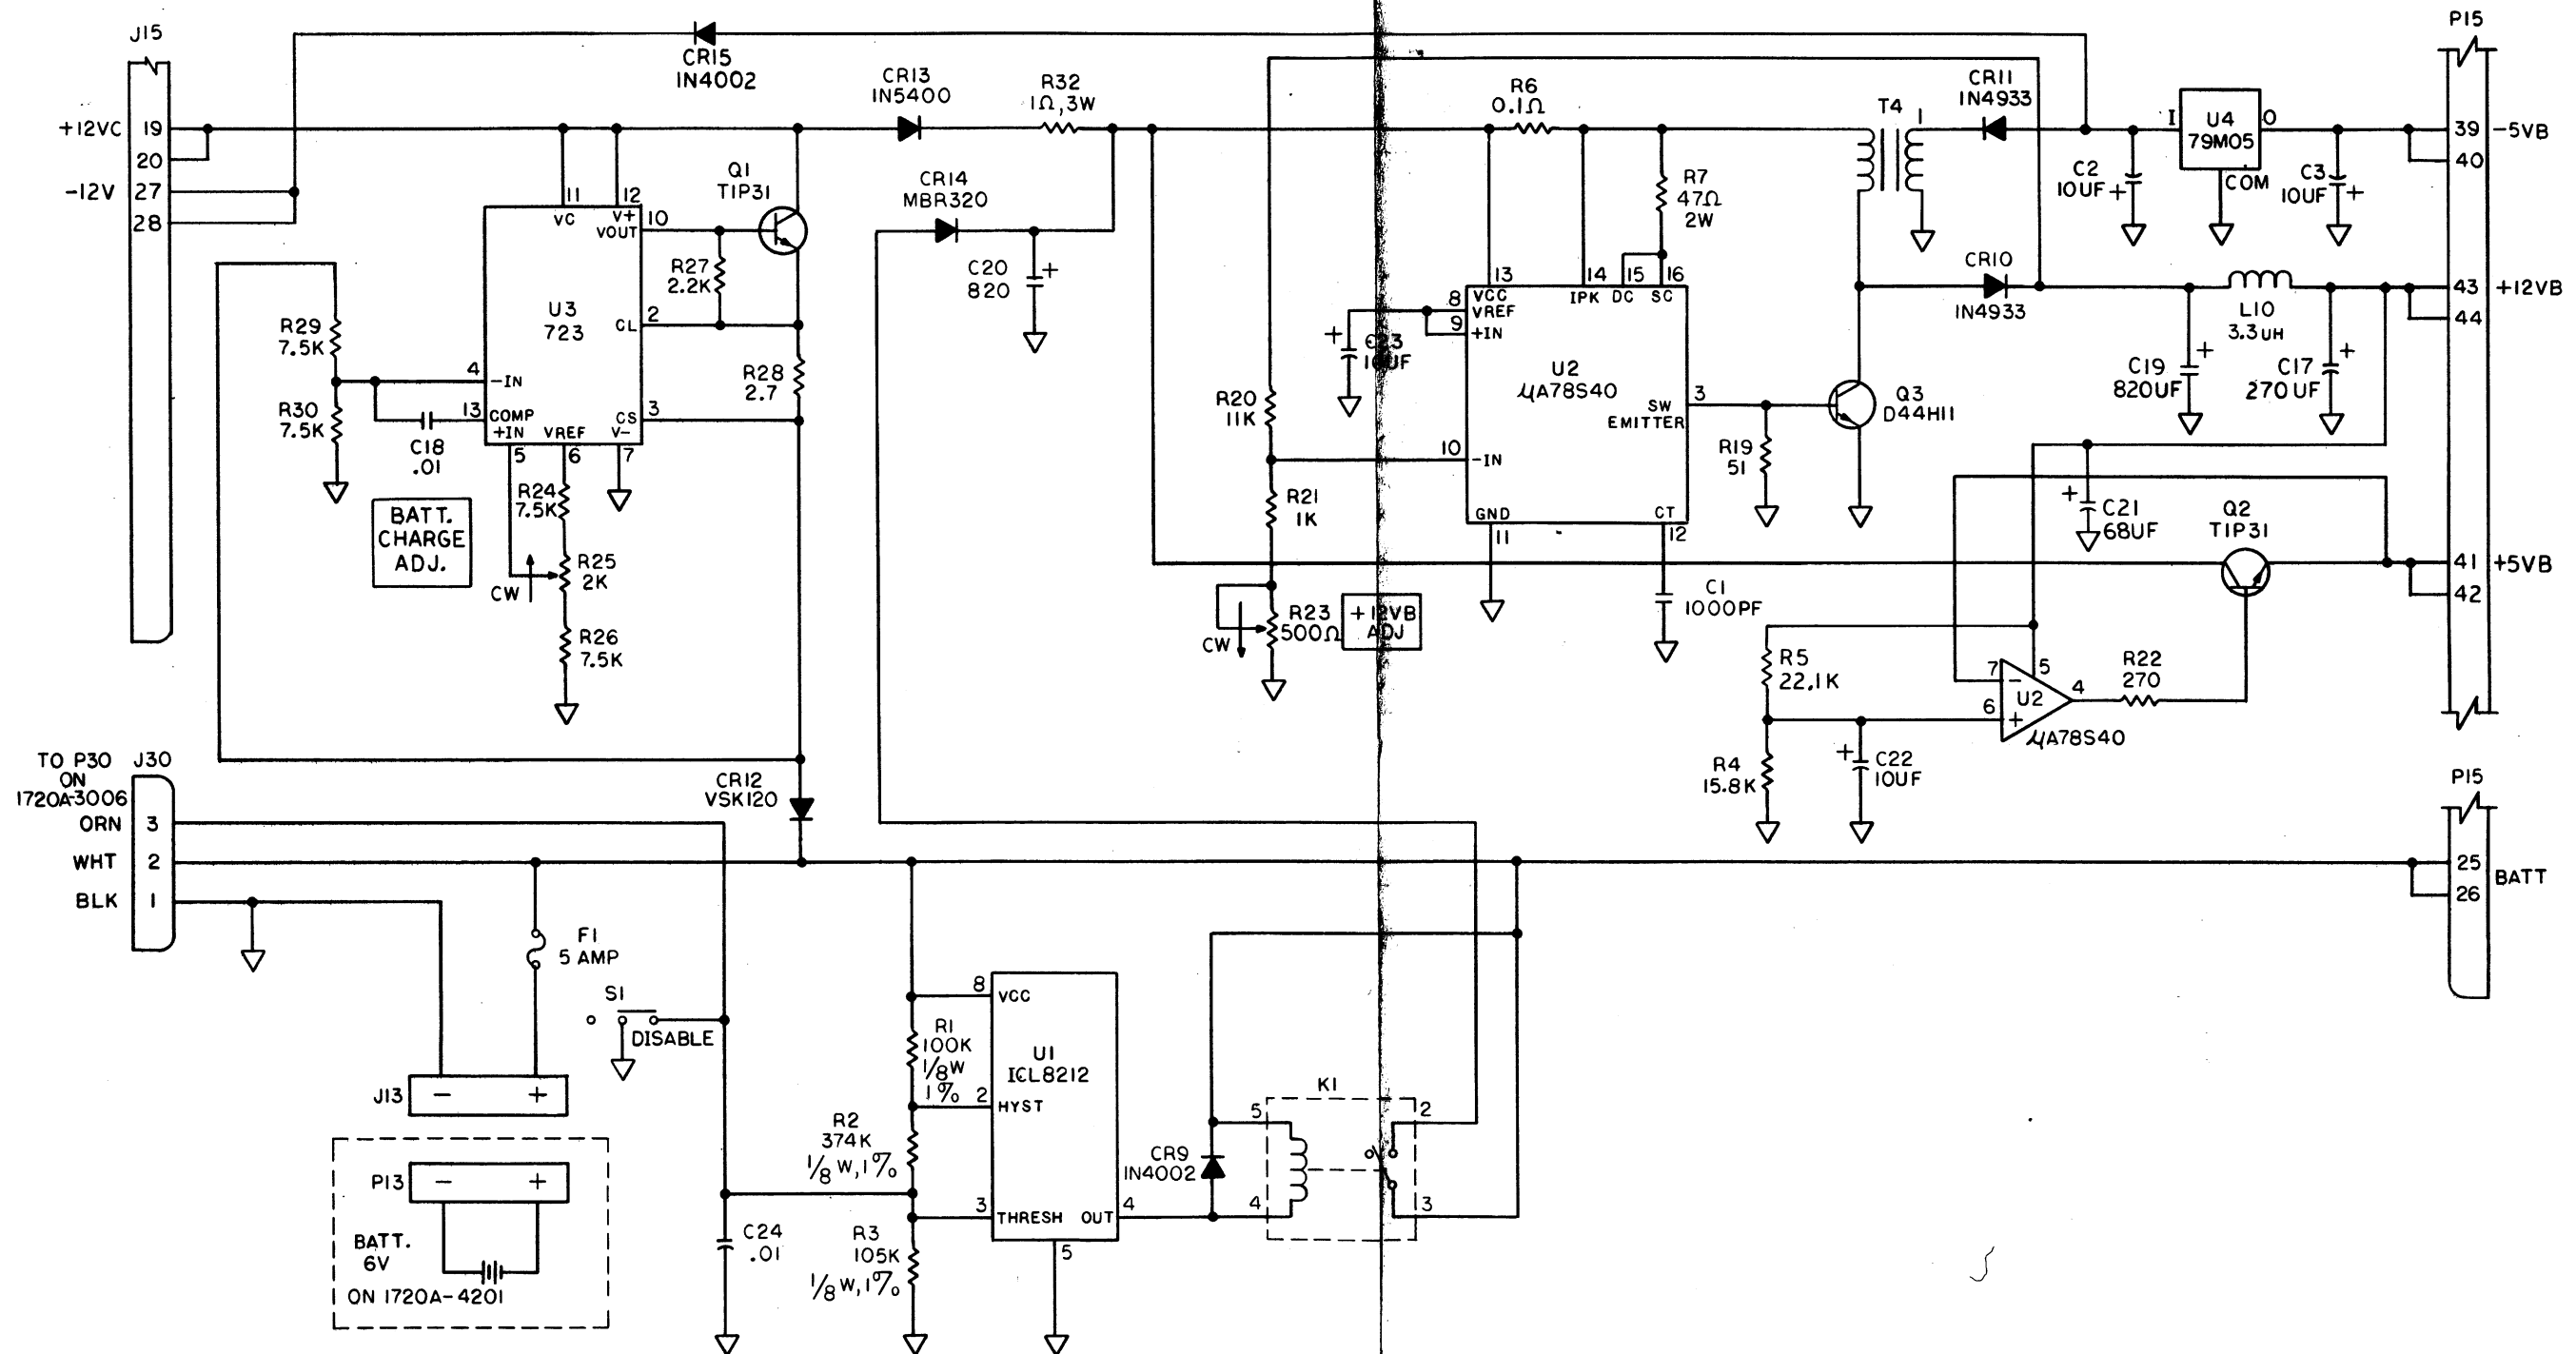 J15
+12VC
19
20
-12V
27
28
CR15
1N4002
CR13
1N5400
R32
1Ω,3W
CR14
MBR320
C20
820
+
Q1
TIP31
11
12
VC
V+
10
VOUT
R27
2.2K
U3
723
CL
2
R28
2.7
R29
7.5K
4
-IN
R30
7.5K
13
COMP
CS
3
+IN
VREF
V-
C18
.01
5
6
7
R24
7.5K
BATT.
CHARGE
ADJ.
R25
2K
CW
R26
7.5K
R6
0.1Ω
R7
47Ω
2W
13
14
15
16
VCC
IPK
DC
SC
8
VREF
9
+IN
+
C23
10UF
U2
μA78S40
R20
11K
SW
EMITTER
3
10
-IN
R19
51
R21
1K
GND
CT
11
12
C1
1000PF
R23
500Ω
CW
+12VB
ADJ
T4
1
CR11
1N4933
I
U4
79M05
O
COM
C2
10UF
+
C3
10UF
+
P15
39
-5VB
40
CR10
1N4933
43
+12VB
44
L10
3.3UH
+
C19
820UF
+
C17
270UF
Q3
D44H11
+
C21
68UF
Q2
TIP31
41
+5VB
42
R5
22.1K
7
-
5
U2
4
6
+
μA78S40
R22
270
R4
15.8K
+
C22
10UF
TO P30
ON
1720A-3006
J30
ORN
3
WHT
2
BLK
1
CR12
VSK120
P15
25
26
BATT
F1
5 AMP
S1
DISABLE
J13
-
+
P13
-
+
BATT.
6V
ON 1720A-4201
C24
.01
8
VCC
R1
100K
1/8W
1%
U1
ICL8212
2
HYST
R2
374K
1/8W,1%
3
THRESH
OUT
4
R3
105K
1/8W,1%
5
K1
5
2
CR9
1N4002
4
3